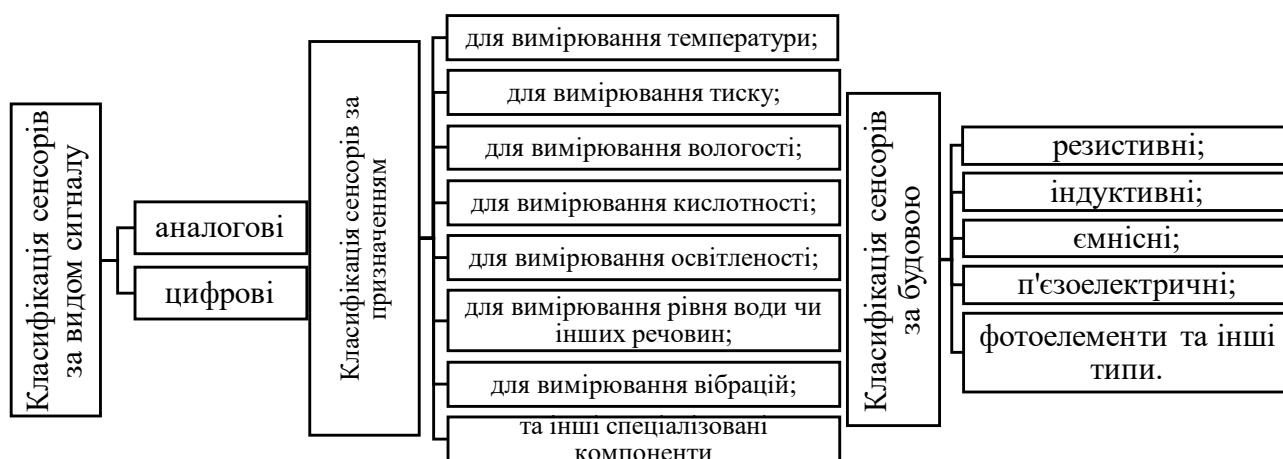 Класифікація сенсорів
за видом сигналу
аналогові
цифрові
Класифікація сенсорів за
призначенням
для вимірювання температури;
для вимірювання тиску;
для вимірювання вологості;
для вимірювання кислотності;
для вимірювання освітленості;
для вимірювання рівня води чи
інших речовин;
для вимірювання вібрацій;
та інші спеціалізовані
компоненти
Класифікація сенсорів
за будовою
резистивні;
індуктивні;
ємнісні;
п'єзоелектричні;
фотоелементи та інші
типи.